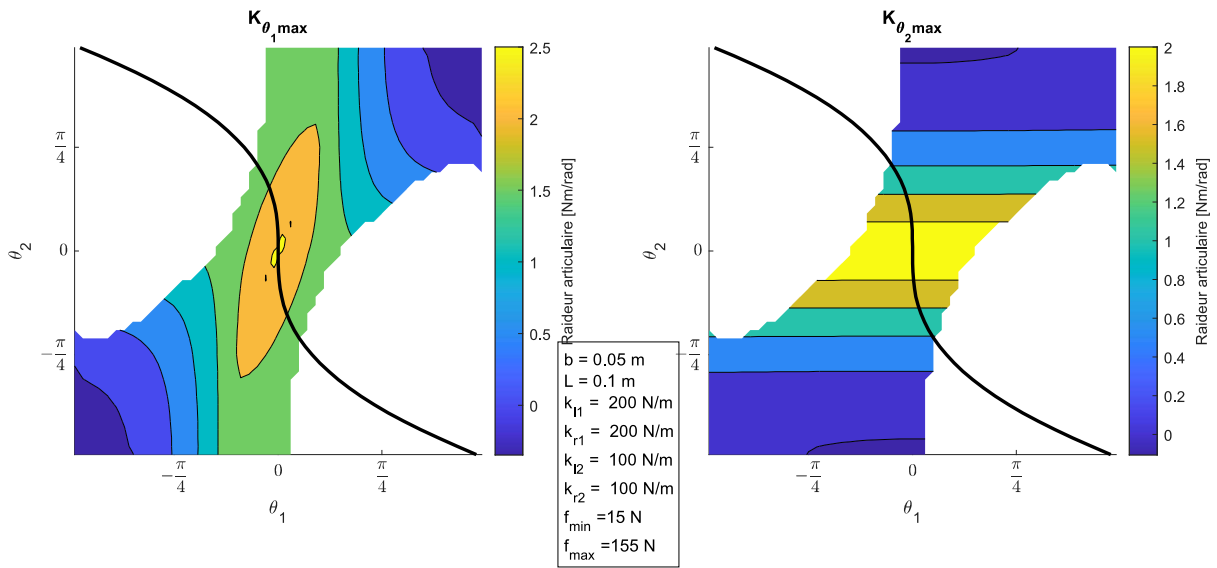 K_θ₁max
2.5
2
1.5
1
0.5
0
Raideur articulaire [Nm/rad]
π/4
0
−π/4
θ₂
−π/4
0
π/4
θ₁
K_θ₂max
2
1.8
1.6
1.4
1.2
1
0.8
0.6
0.4
0.2
0
Raideur articulaire [Nm/rad]
π/4
0
−π/4
θ₂
−π/4
0
π/4
θ₁
b = 0.05 m
L = 0.1 m
k_l1 = 200 N/m
k_r1 = 200 N/m
k_l2 = 100 N/m
k_r2 = 100 N/m
f_min =15 N
f_max =155 N